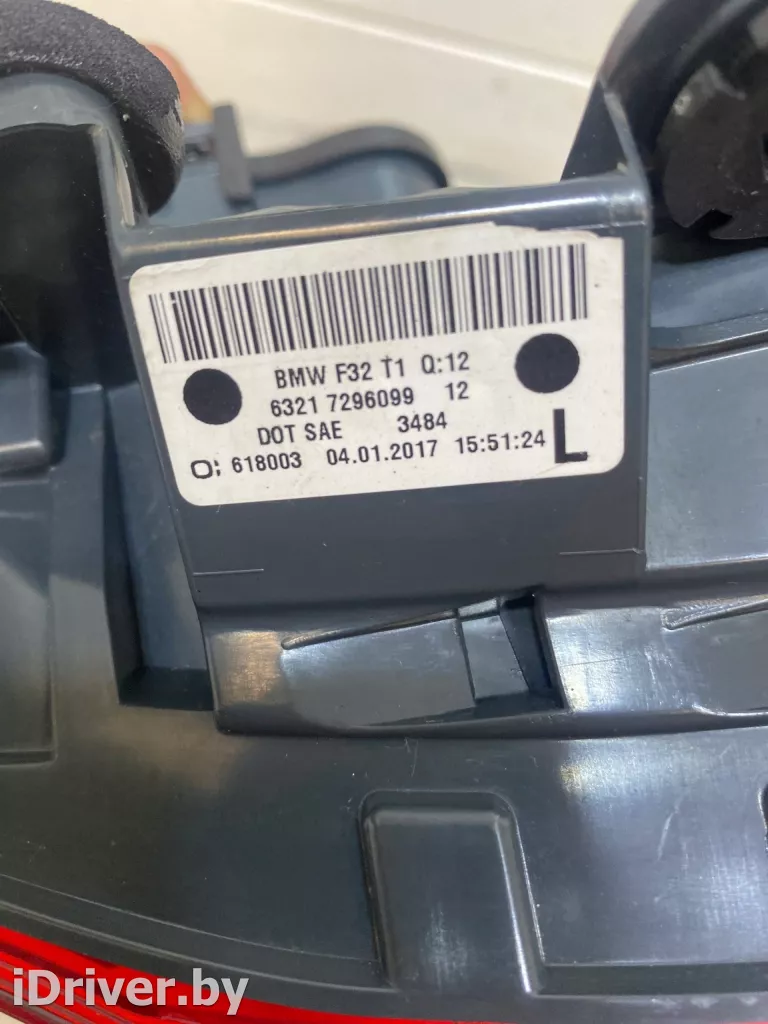 BMW F32 T1 Q:12
6321 7296099 12
DOT SAE 3484
O; 618003 04.01.2017 15:51:24 L
iDriver.by